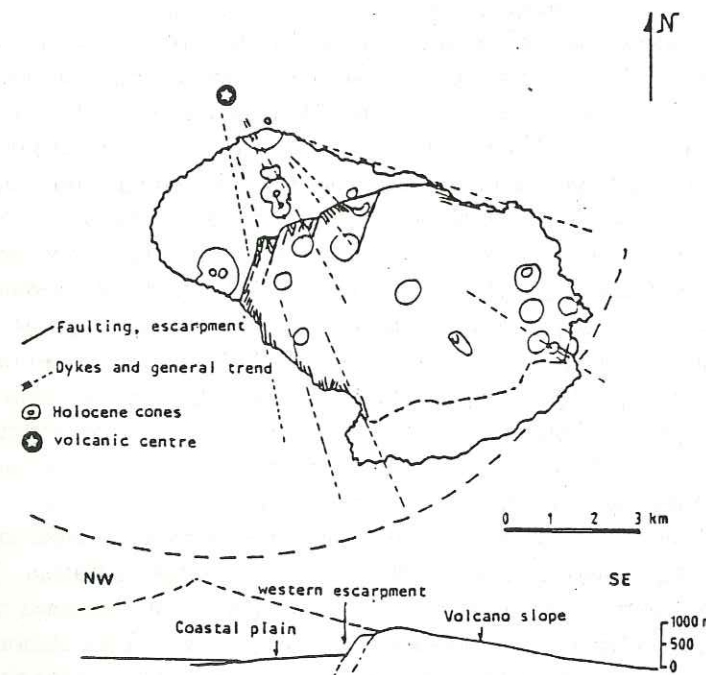 N
Faulting, escarpment
Dykes and general trend
Holocene cones
volcanic centre
0 1 2 3 km
NW
SE
western escarpment
Coastal plain
Volcano slope
1000 m
500
0